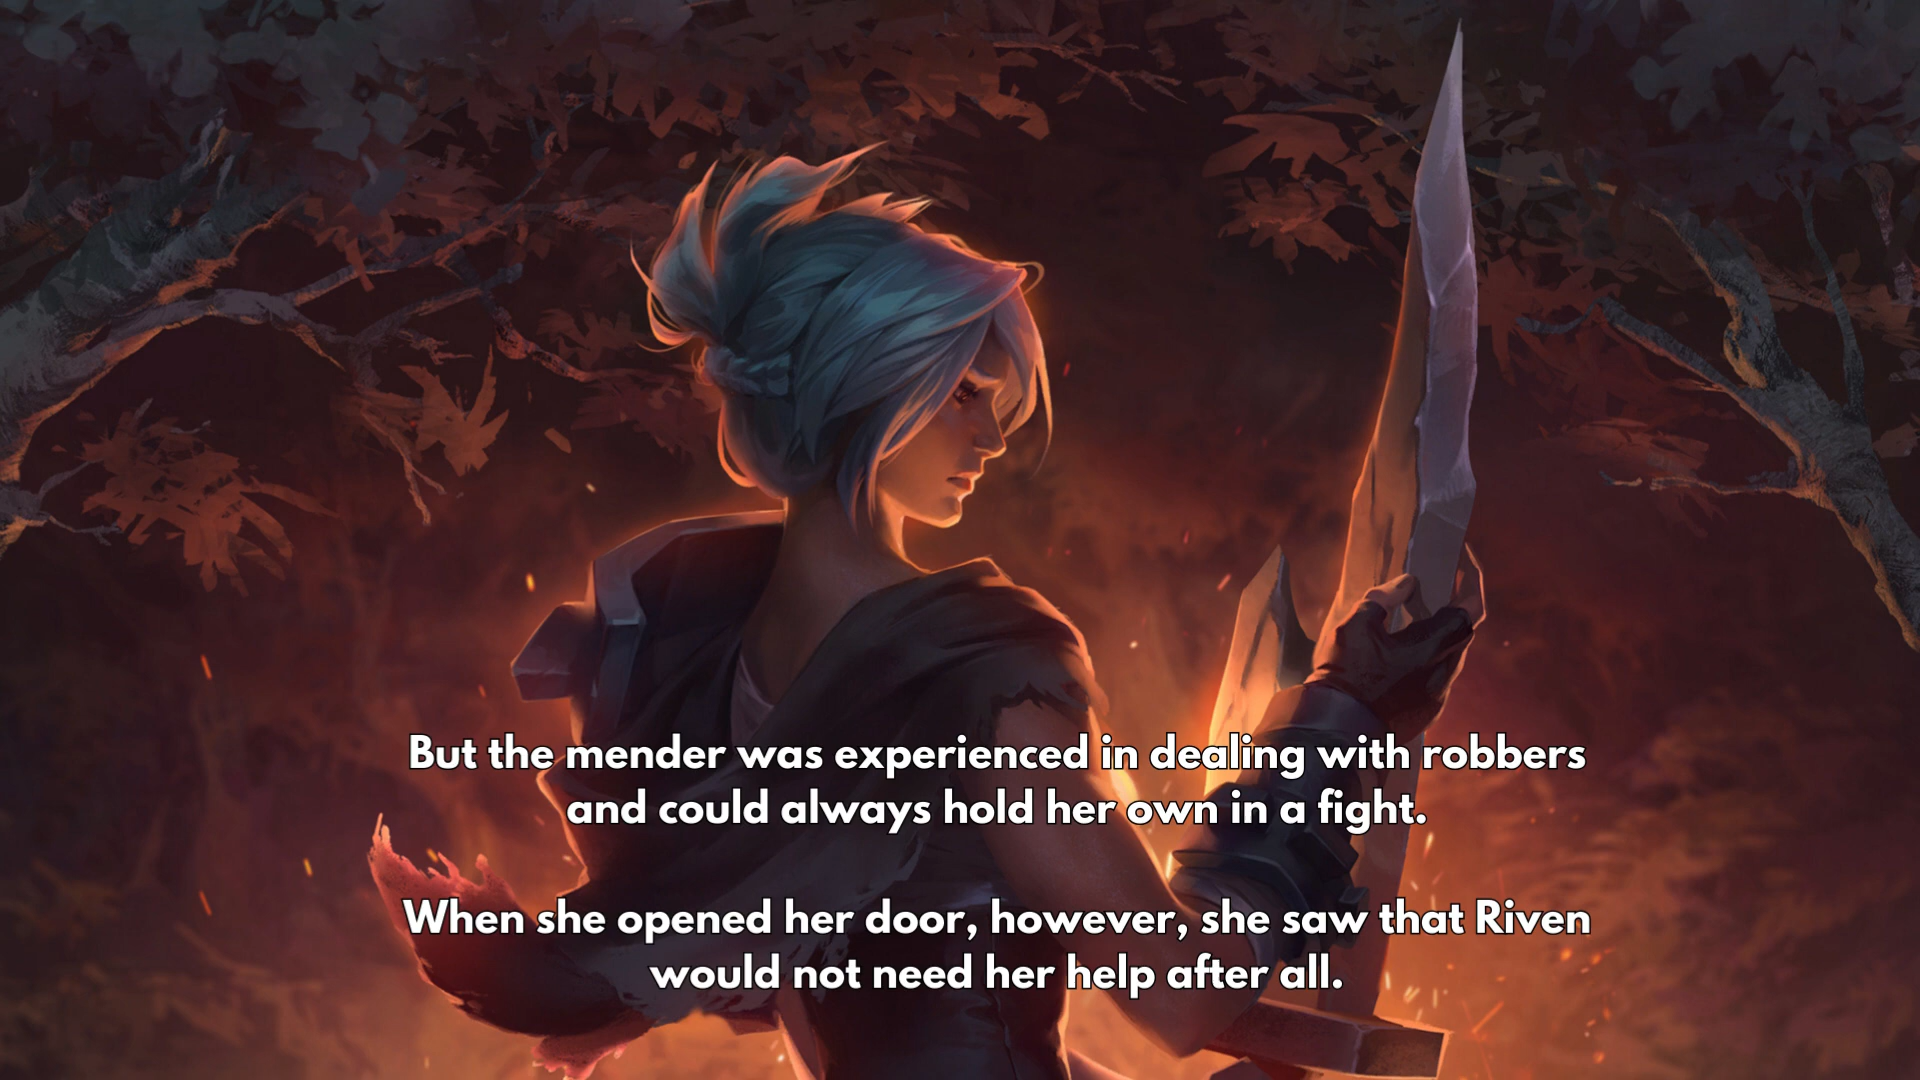 But the mender was experienced in dealing with robbers
and could always hold her own in a fight.
When she opened her door, however, she saw that Riven
would not need her help after all.